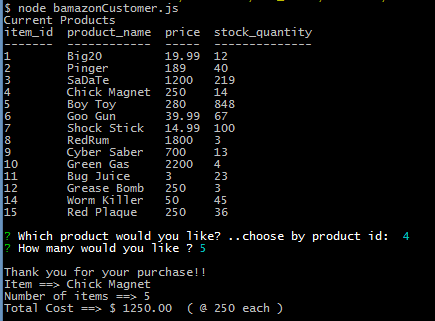 $ node bamazonCustomer.js
Current Products
item_id  product_name  price  stock_quantity
-------  ------------  -----  --------------
1        Big20         19.99  12
2        Pinger        189    40
3        SaDaTe        1200   219
4        Chick Magnet  250    14
5        Boy Toy       280    848
6        Goo Gun       39.99  67
7        Shock Stick   14.99  100
8        RedRum        1800   3
9        Cyber Saber   700    13
10       Green Gas     2200   4
11       Bug Juice     3      23
12       Grease Bomb   250    3
14       Worm Killer   50     45
15       Red Plaque    250    36
? Which product would you like? ..choose by product id:  4
? How many would you like ? 5
Thank you for your purchase!!
Item ==> Chick Magnet
Number of items ==> 5
Total Cost ==> $ 1250.00  ( @ 250 each )